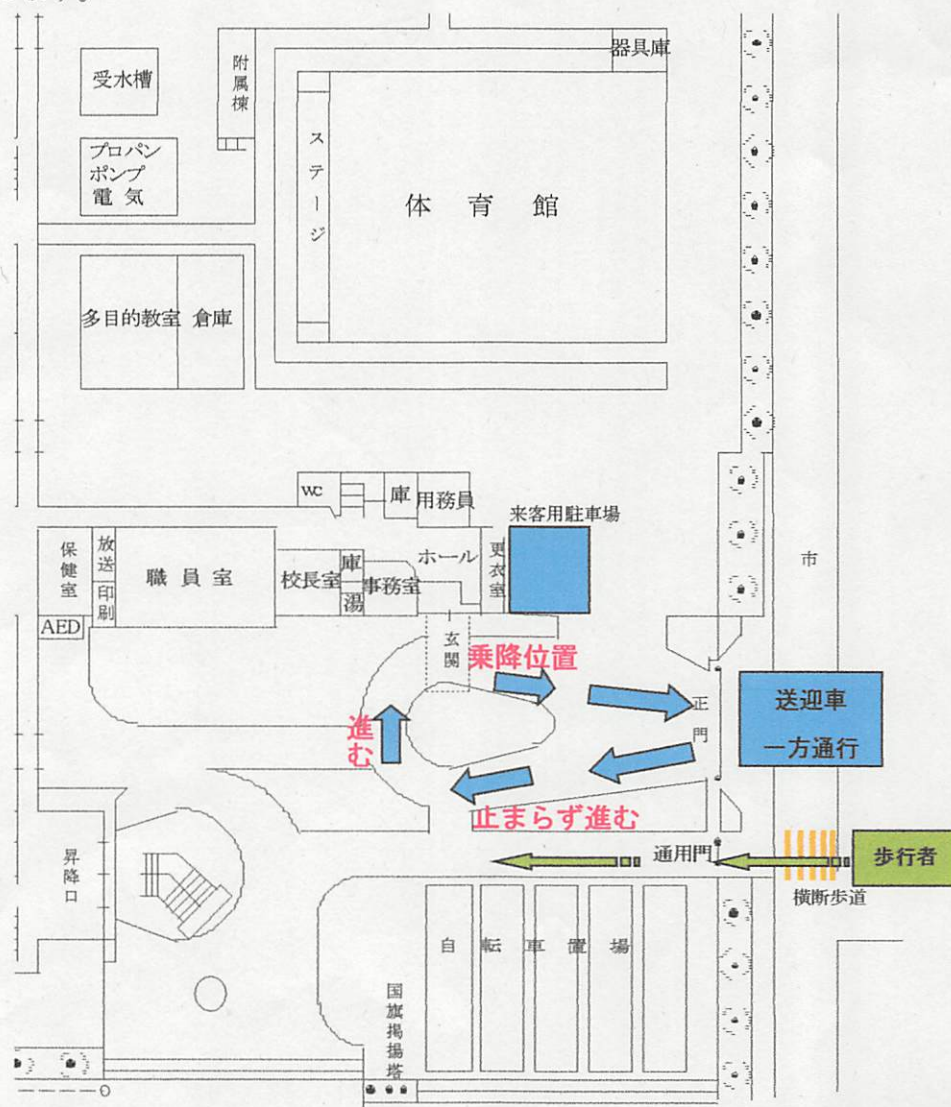 器具庫
受水槽
附属棟
ステージ
プロパン
ポンプ
電気
体育館
多目的教室 倉庫
WC
庫
用務員
来客用駐車場
保健室
放送
印刷
職員室
校長室
庫
湯
事務室
ホール
更衣室
市
AED
玄関
乗降位置
正門
送迎車
一方通行
進む
止まらず進む
通用門
歩行者
横断歩道
昇降口
自転車置場
国旗掲揚塔